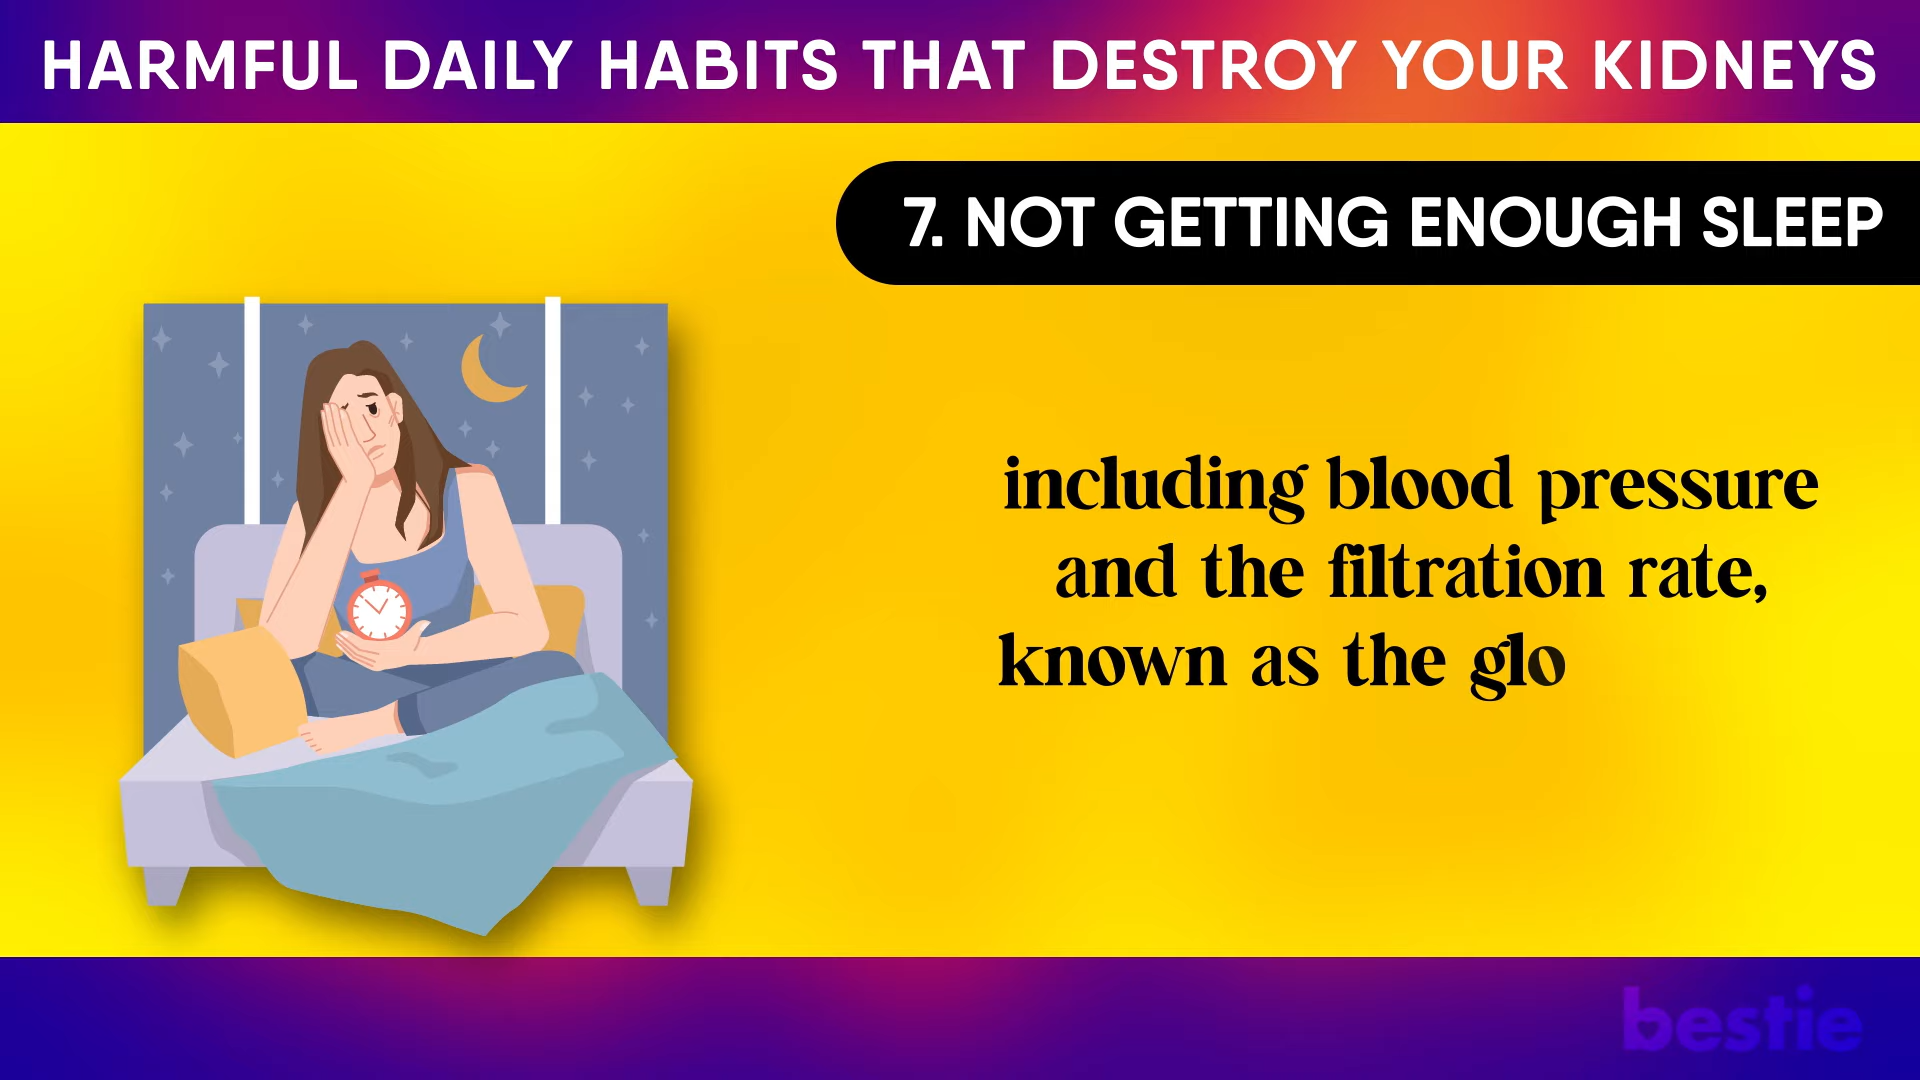 HARMFUL DAILY HABITS THAT DESTROY YOUR KIDNEYS
7. NOT GETTING ENOUGH SLEEP
including blood pressure
and the filtration rate,
known as the glo
bestie